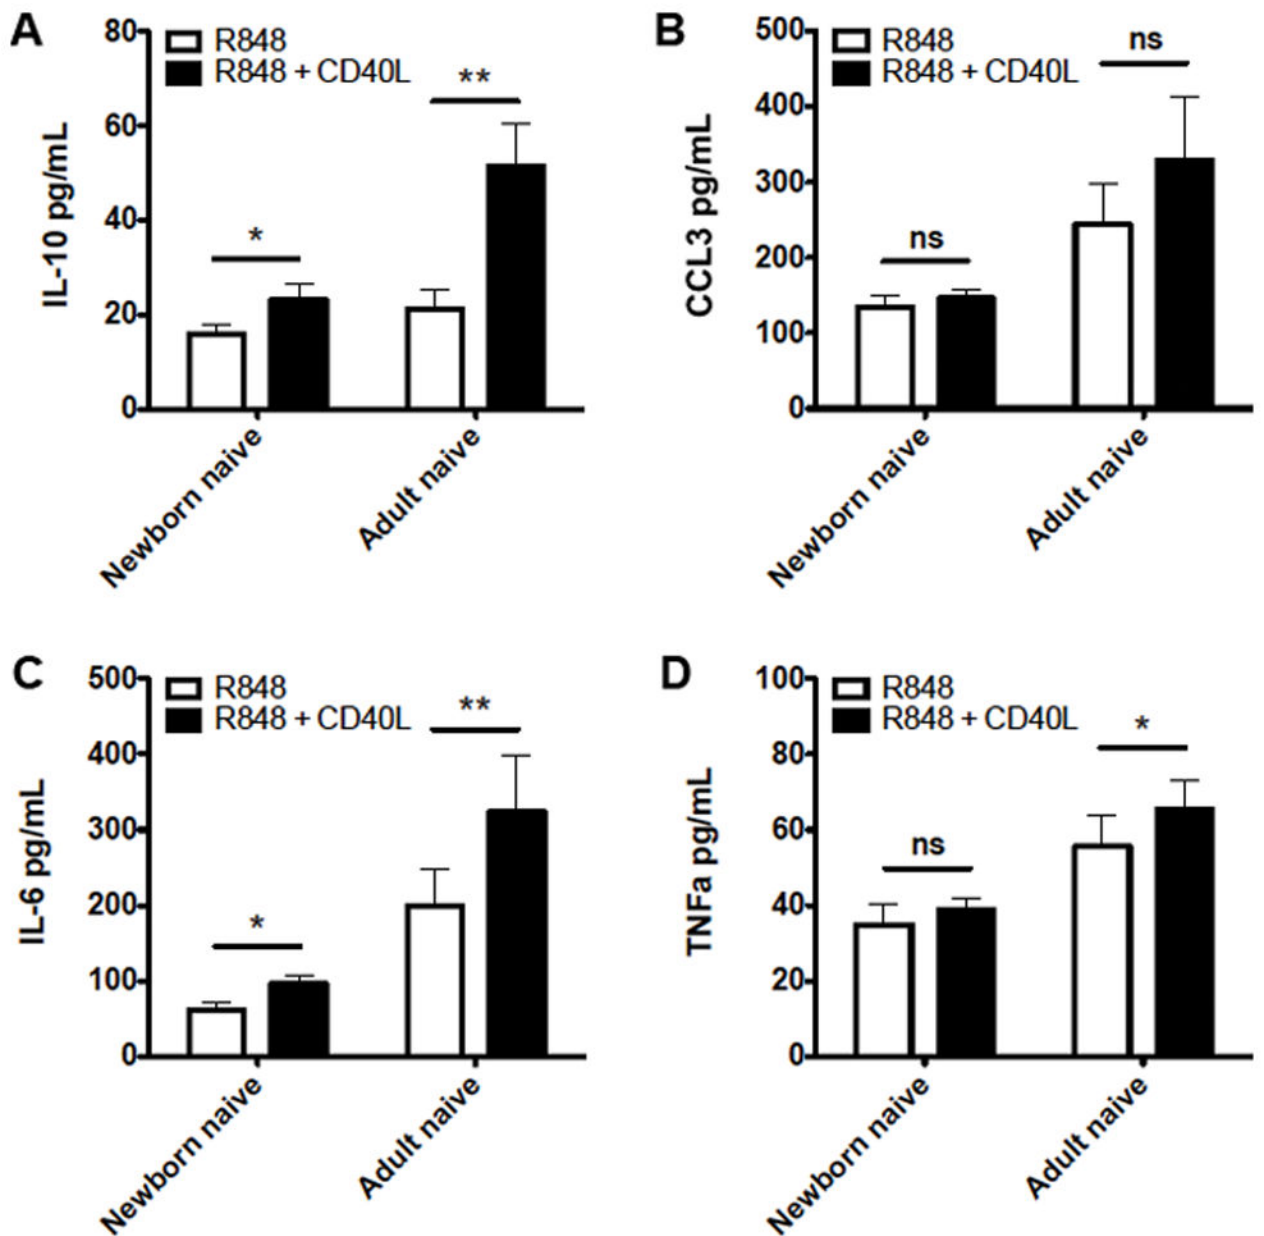 A
IL-10 pg/mL
80
60
40
20
0
R848
R848 + CD40L
*
**
Newborn naive
Adult naive
B
CCL3 pg/mL
500
400
300
200
100
0
R848
R848 + CD40L
ns
ns
Newborn naive
Adult naive
C
IL-6 pg/mL
500
400
300
200
100
0
R848
R848 + CD40L
*
**
Newborn naive
Adult naive
D
TNFa pg/mL
100
80
60
40
20
0
R848
R848 + CD40L
ns
*
Newborn naive
Adult naive